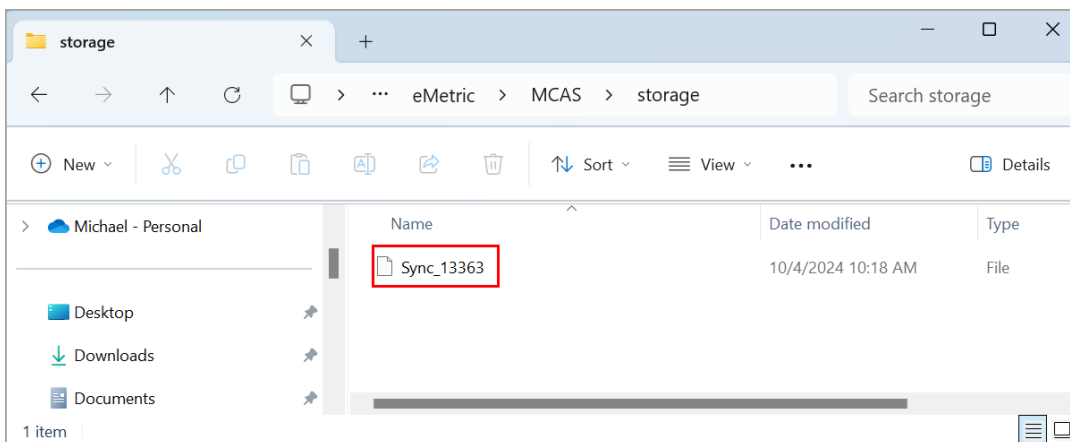 storage
eMetric > MCAS > storage
Search storage
New
Sort
View
Details
Michael - Personal
Name
Date modified
Type
Sync_13363
10/4/2024 10:18 AM
File
Desktop
Downloads
Documents
1 item